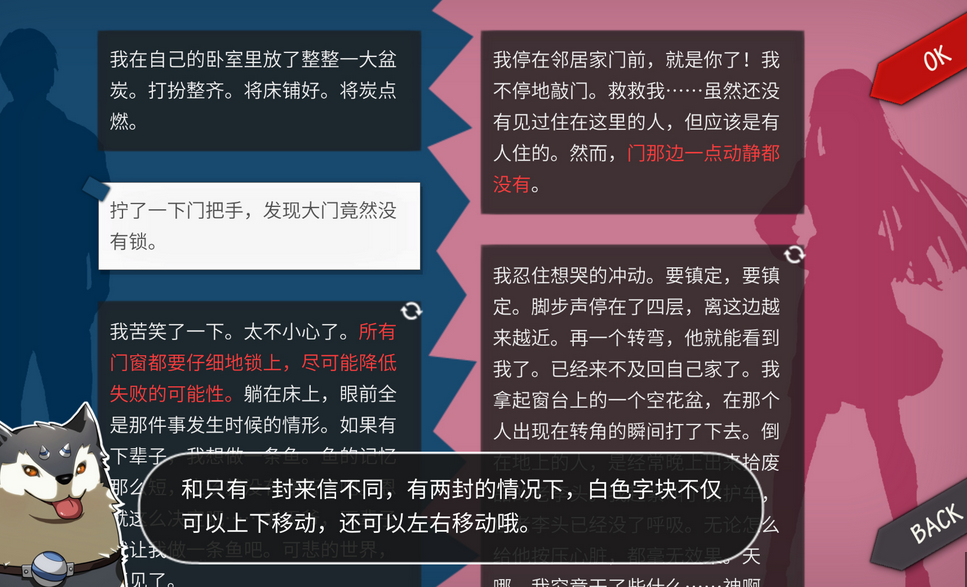 我在自己的卧室里放了整整一大盆
炭。打扮整齐。将床铺好。将炭点
燃。
拧了一下门把手，发现大门竟然没
有锁。
我苦笑了一下。太不小心了。所有
门窗都要仔细地锁上，尽可能降低
失败的可能性。躺在床上，眼前全
是那件事发生时候的情形。如果有
下辈子，我想做一条鱼。鱼的记忆
那么短，
就这么决
让我做一条鱼吧。可悲的世界，
见了。
我停在邻居家门前，就是你了！我
不停地敲门。救救我……虽然还没
有见过住在这里的人，但应该是有
人住的。然而，门那边一点动静都
没有。
我忍住想哭的冲动。要镇定，要镇
定。脚步声停在了四层，离这边越
来越近。再一个转弯，他就能看到
我了。已经来不及回自己家了。我
拿起窗台上的一个空花盆，在那个
人出现在转角的瞬间打了下去。倒
在地上的人，是经常晚上出来拾废
李头已经没有了呼吸。无论怎么
给他按压心脏，都毫无效果。天
哪，我究竟干了些什么……神啊
和只有一封来信不同，有两封的情况下，白色字块不仅
可以上下移动，还可以左右移动哦。
OK
BACK